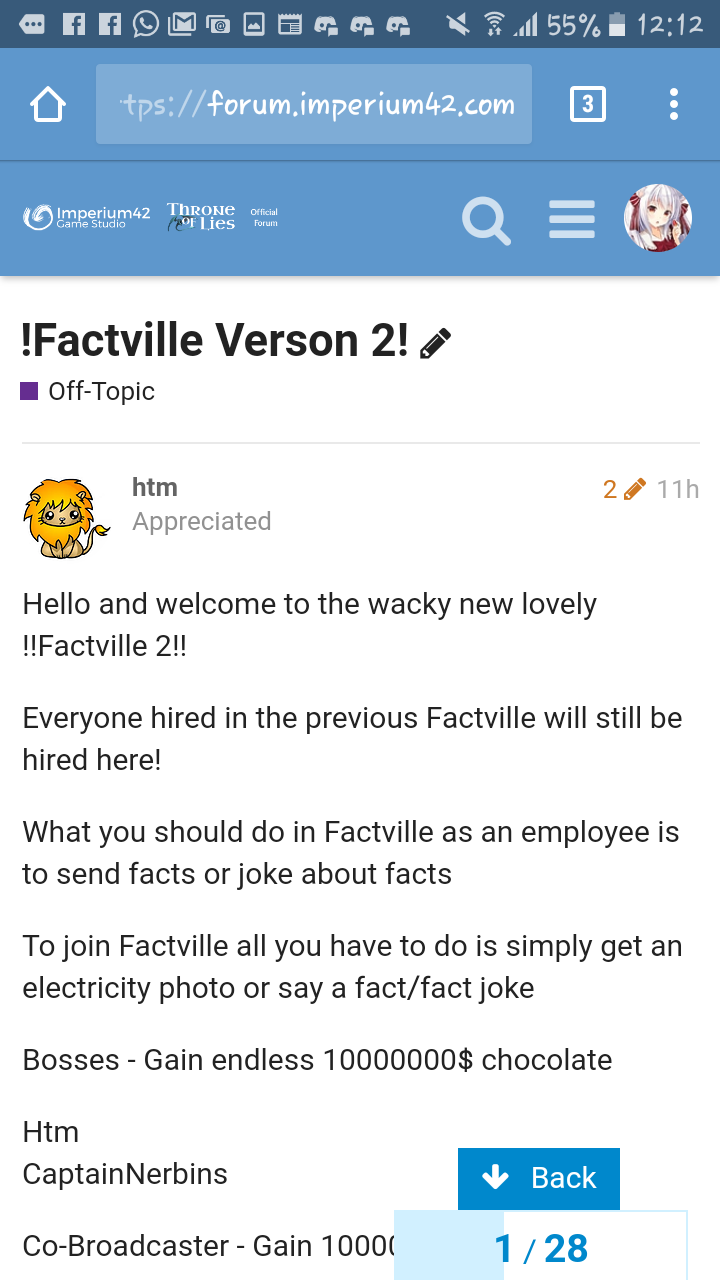 55% 12:12
tps://forum.imperium42.com
3
Imperium42 Game Studio
THRONE OF LIES
Official Forum
!Factville Verson 2!
Off-Topic
htm
2 11h
Appreciated
Hello and welcome to the wacky new lovely
!!Factville 2!!
Everyone hired in the previous Factville will still be
hired here!
What you should do in Factville as an employee is
to send facts or joke about facts
To join Factville all you have to do is simply get an
electricity photo or say a fact/fact joke
Bosses - Gain endless 10000000$ chocolate
Htm
CaptainNerbins
Back
Co-Broadcaster - Gain 10000
1 / 28